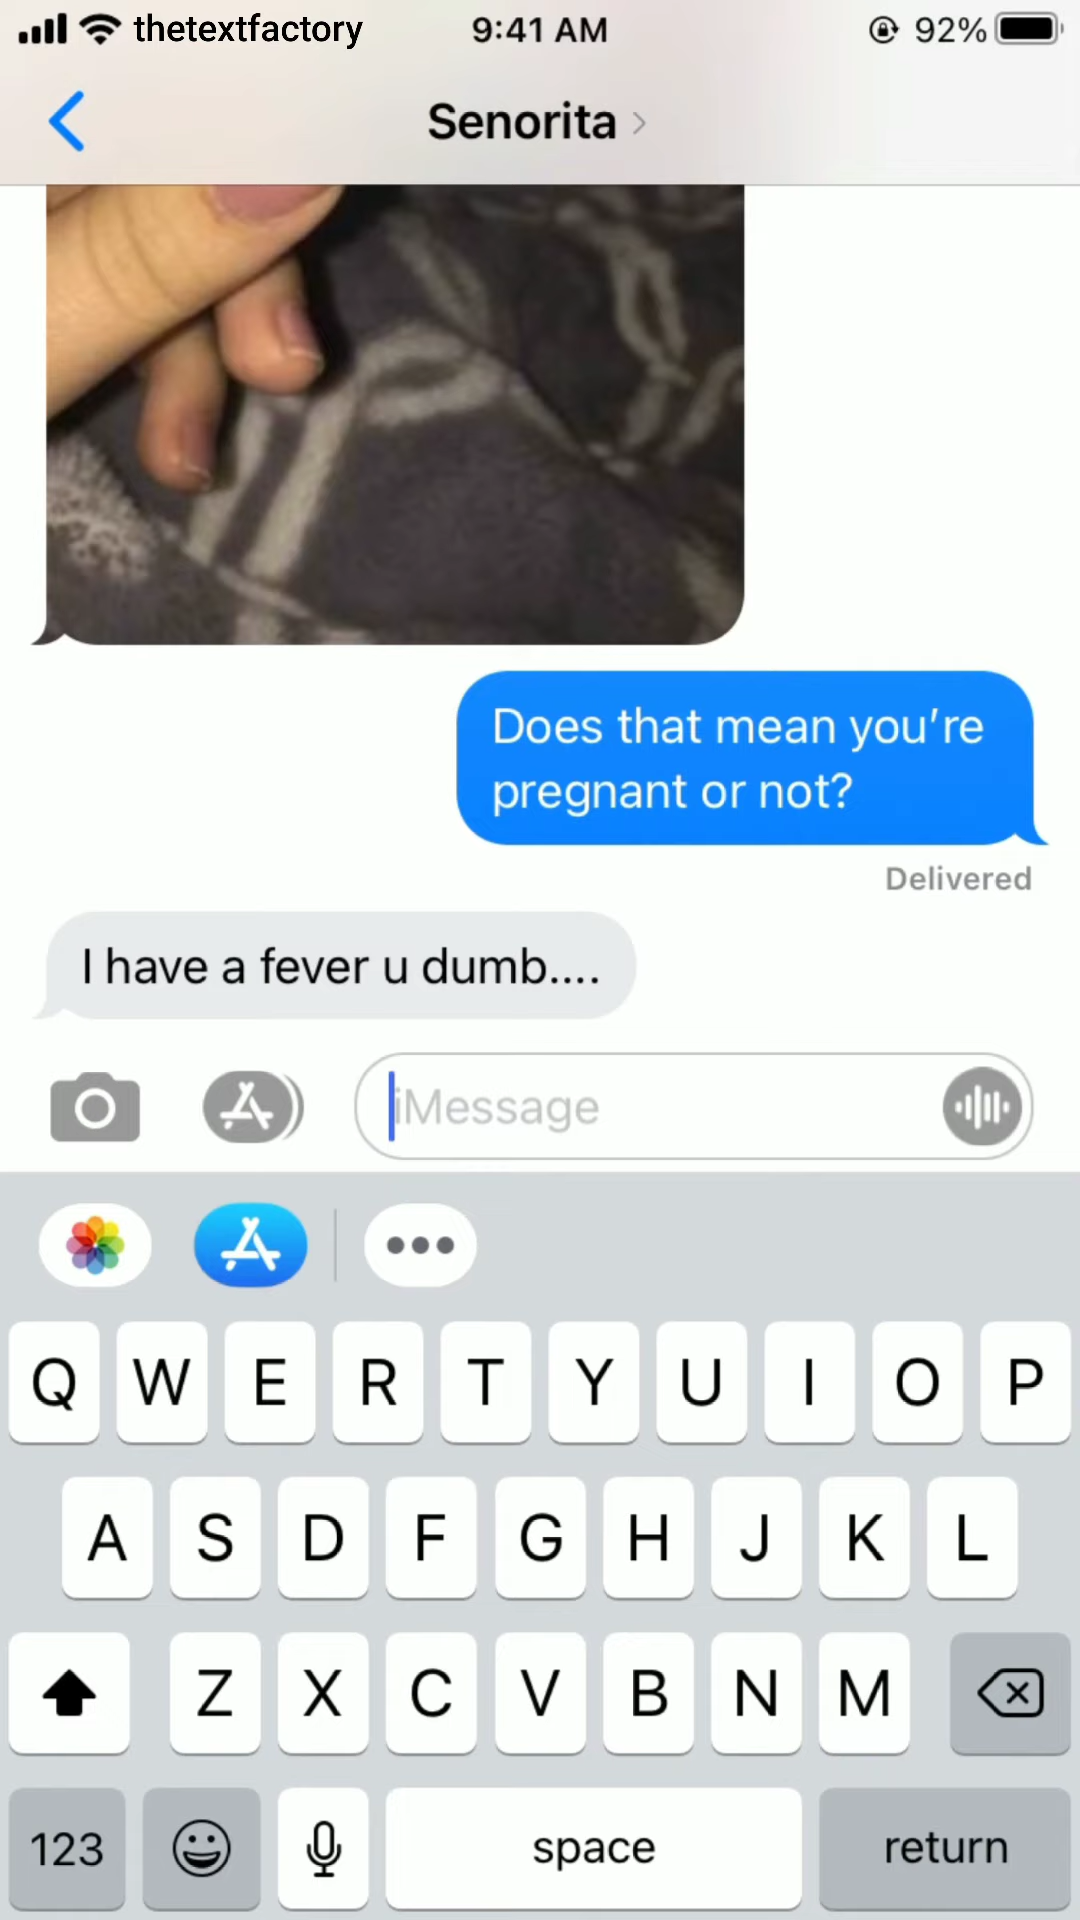 thetextfactory 9:41 AM 92%
Senorita
Does that mean you’re
pregnant or not?
Delivered
I have a fever u dumb....
iMessage
Q W E R T Y U I O P
A S D F G H J K L
Z X C V B N M
123 space return